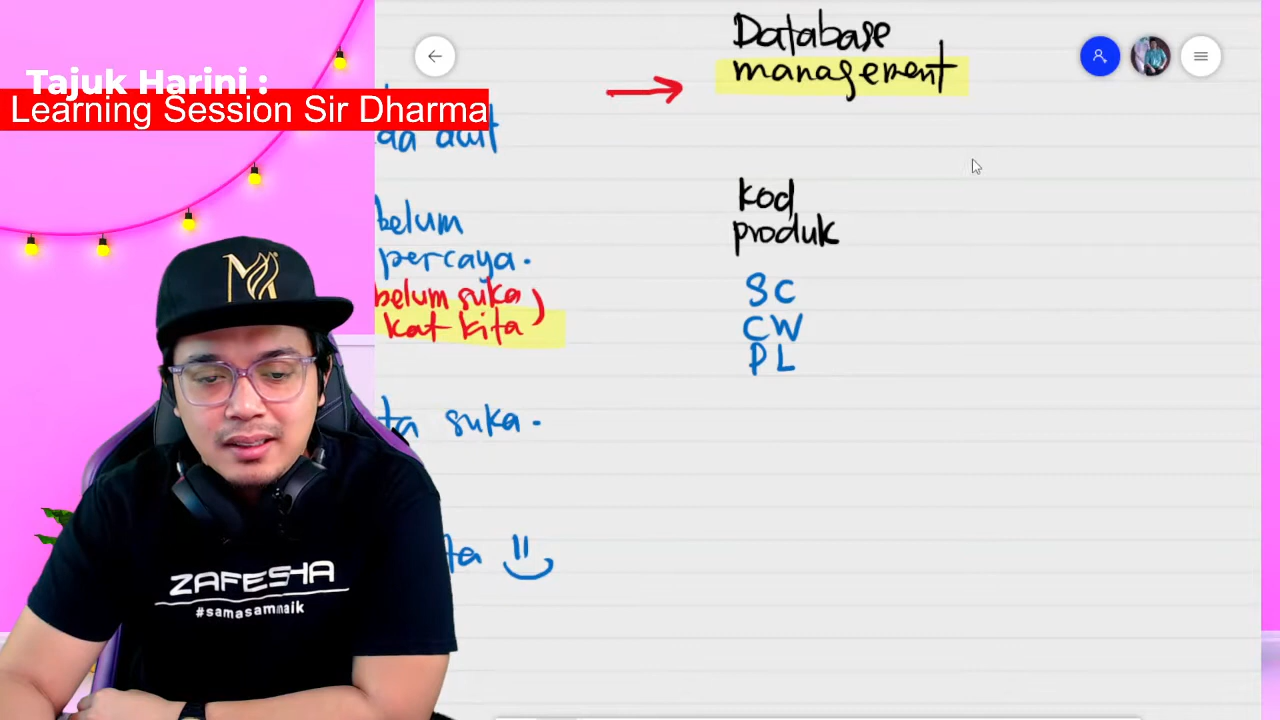 Tajuk Harini :
Learning Session Sir Dharma
Database
management
da duit
belum
percaya.
belum suka)
kat kita
ta suka.
ta
kod
produk
SC
CW
PL
ZAFESHA
#samasamnaik